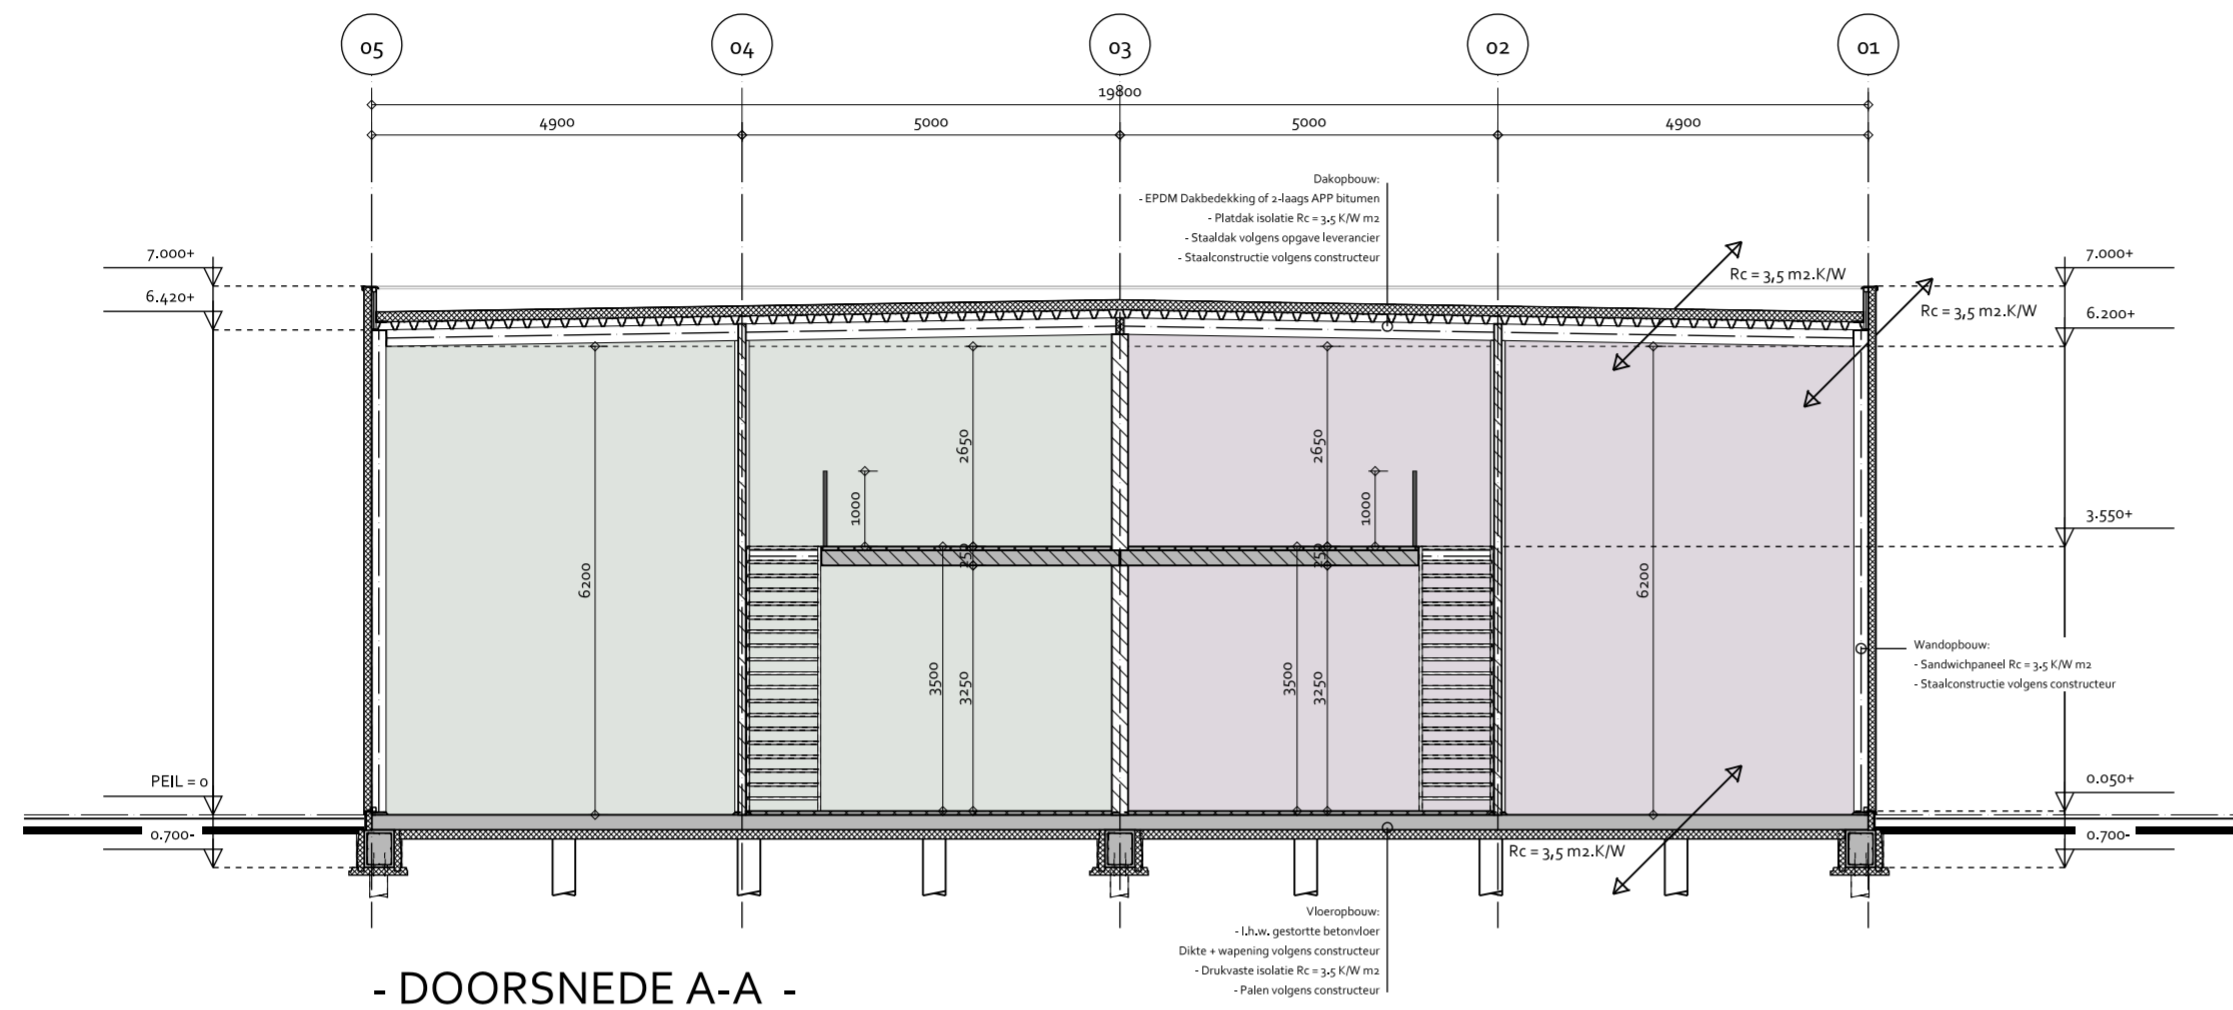 05 04 03 02 01
19800
4900 5000 5000 4900
Dakopbouw:
- EPDM Dakbedekking of 2-laags APP bitumen
- Platdak isolatie Rc = 3.5 K/W m2
- Staaldak volgens opgave leverancier
- Staalconstructie volgens constructeur
7.000+
6.420+
Rc = 3,5 m2.K/W
Rc = 3,5 m2.K/W
7.000+
6.200+
2650
2650
1000
1000
3.550+
250
250
6200
6200
3500
3250
3500
3250
Wandopbouw:
- Sandwichpaneel Rc = 3.5 K/W m2
- Staalconstructie volgens constructeur
PEIL = 0
0.050+
0.700-
0.700-
Rc = 3,5 m2.K/W
Vloeropbouw:
- I.h.w. gestortte betonvloer
Dikte + wapening volgens constructeur
- Drukvaste isolatie Rc = 3.5 K/W m2
- Palen volgens constructeur
- DOORSNEDE A-A -